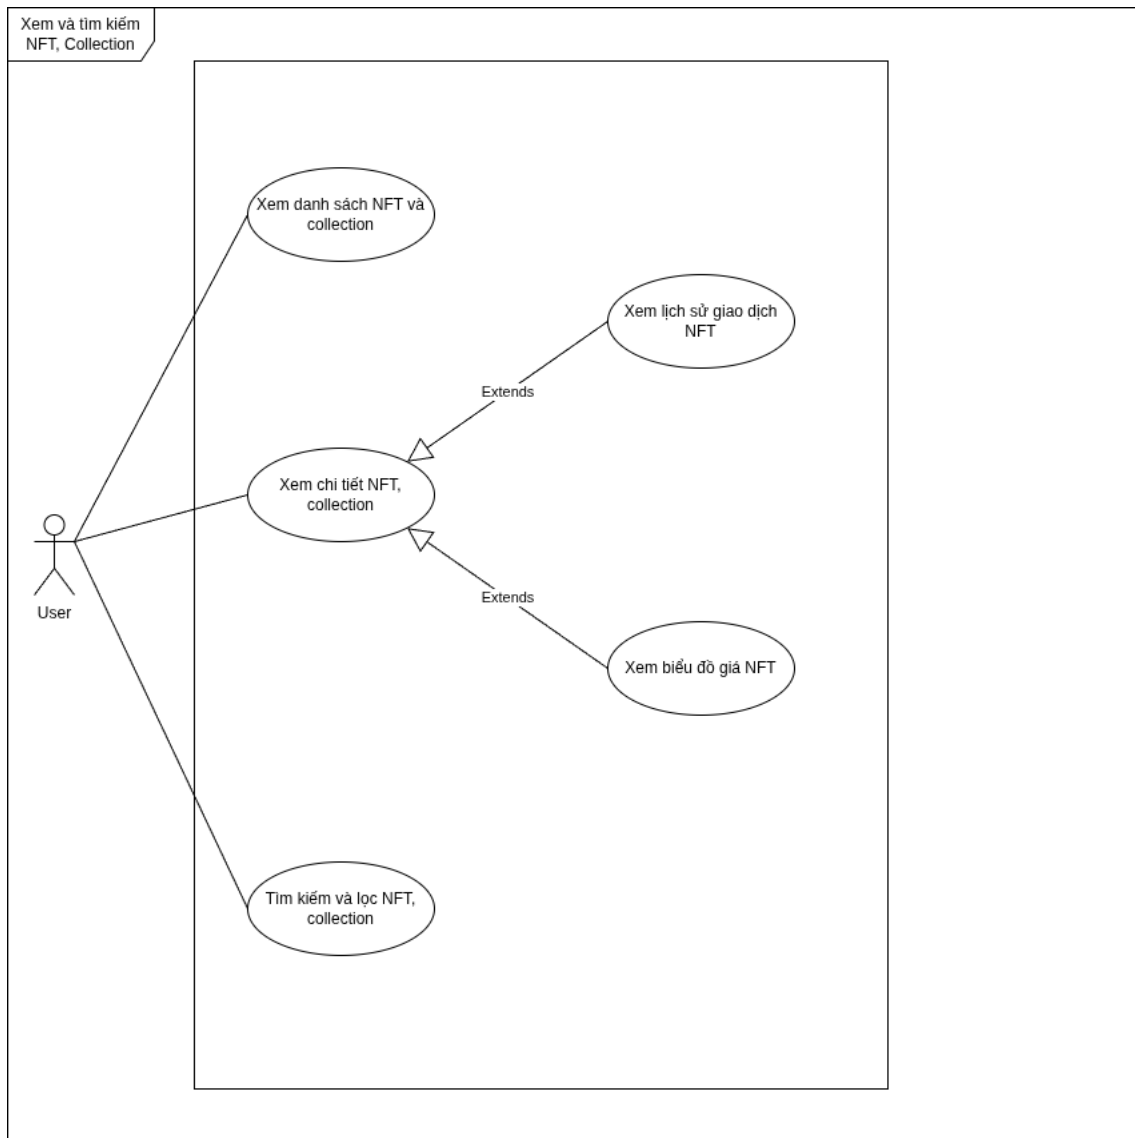 Xem và tìm kiếm
NFT, Collection
Xem danh sách NFT và
collection
Xem lịch sử giao dịch
NFT
Extends
Xem chi tiết NFT,
collection
Extends
User
Xem biểu đồ giá NFT
Tìm kiếm và lọc NFT,
collection